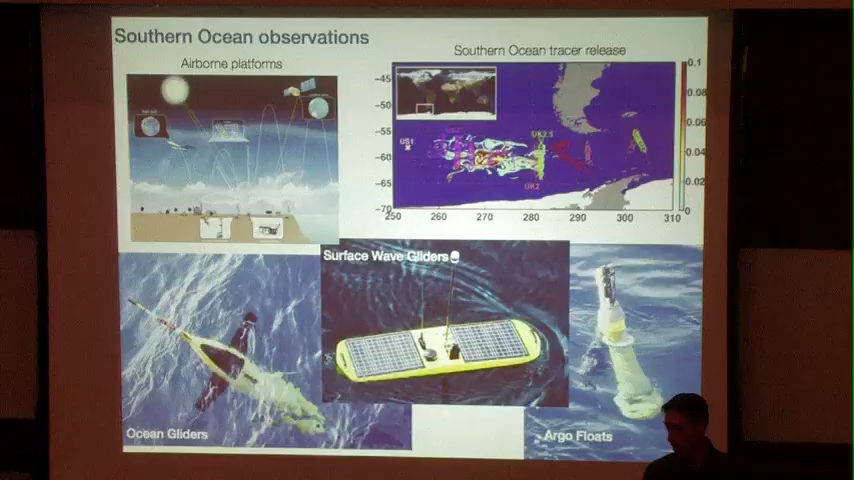 Southern Ocean observations
Airborne platforms
Southern Ocean tracer release
-45
-50
-55
-60
-65
-70
250
260
270
280
290
300
310
0.1
0.08
0.06
0.04
0.02
0
US1
UK2.5
UK2
Surface Wave Gliders
Ocean Gliders
Argo Floats